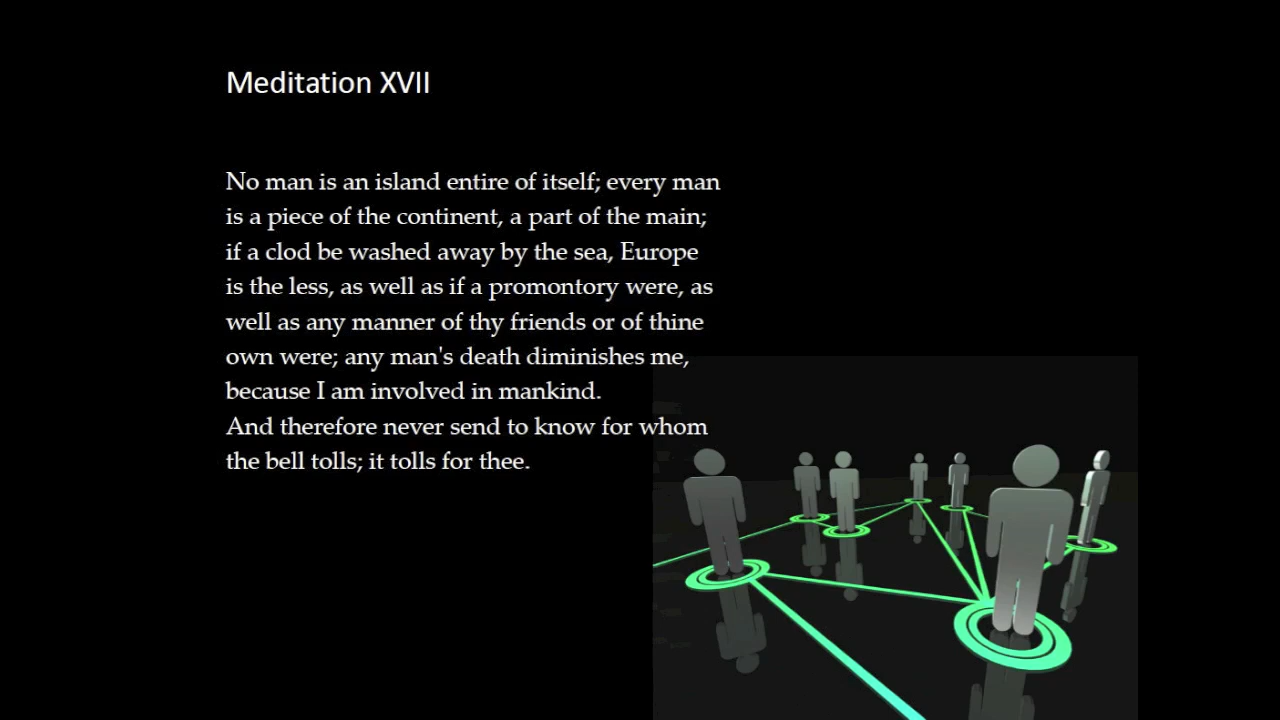 Meditation XVII
No man is an island entire of itself; every man
is a piece of the continent, a part of the main;
if a clod be washed away by the sea, Europe
is the less, as well as if a promontory were, as
well as any manner of thy friends or of thine
own were; any man's death diminishes me,
because I am involved in mankind.
And therefore never send to know for whom
the bell tolls; it tolls for thee.